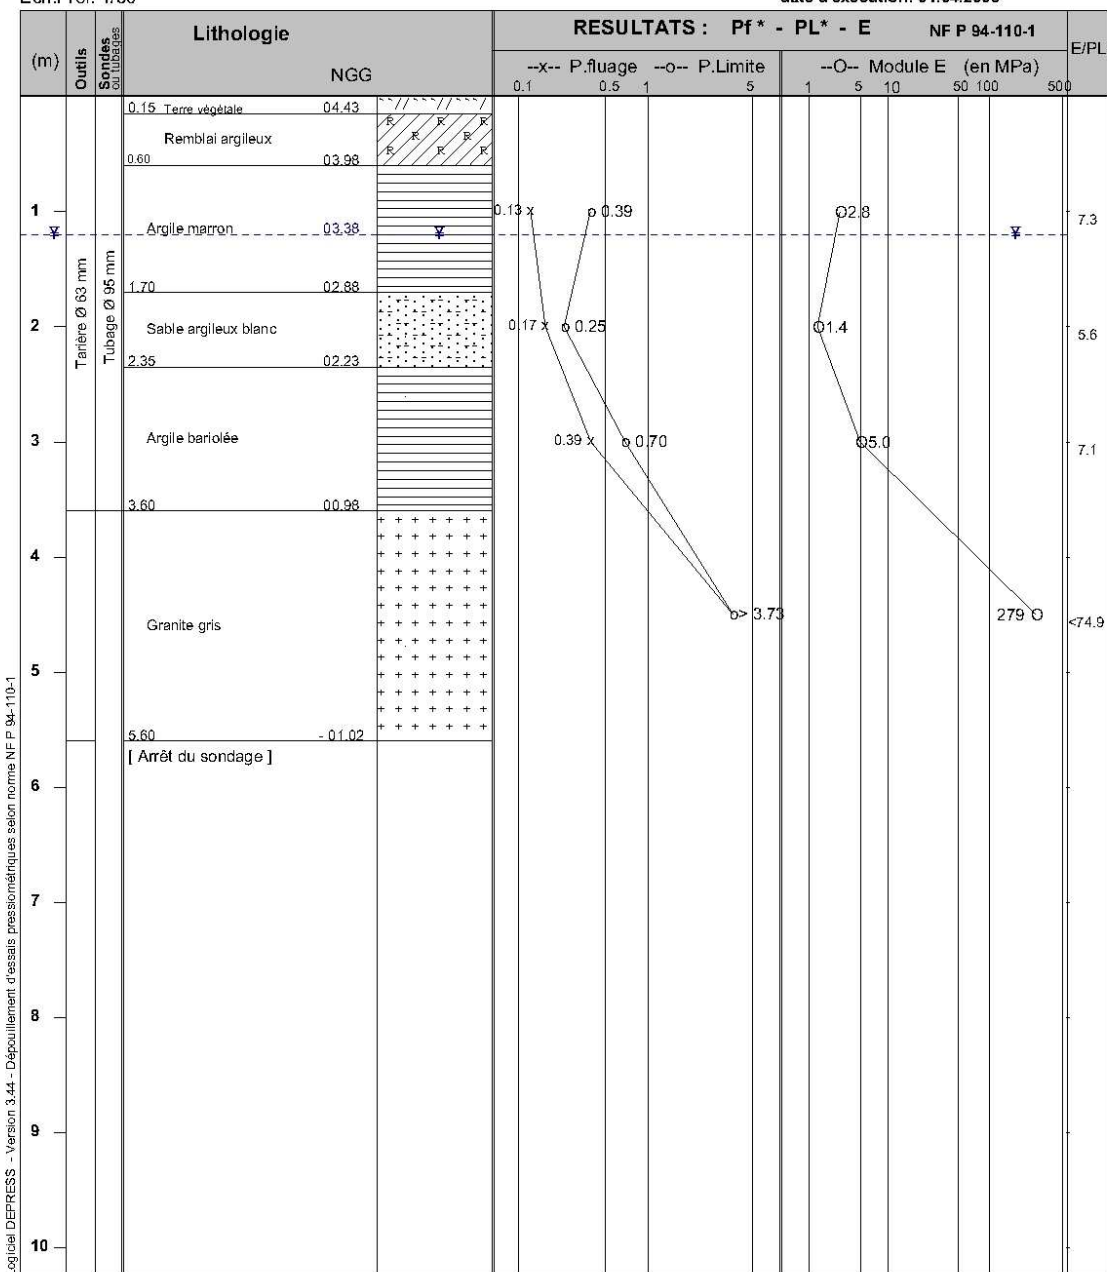 RESULTATS : Pf* - PL* - E NF P 94-110-1
Lithologie
NGG
(m)
Outils
Sondes
ou tubages
--x-- P.fluage --o-- P.Limite
--O-- Module E (en MPa)
E/PL
0.1 0.5 1 5 1 5 10 50 100 500
0.15 Terre végétale 04.43
R R R
Remblai argileux
R R
0.60 03.98
R R R
1
0.13 x o 0.39 O2.8
7.3
Argile marron 03.38
1.70 02.88
2
Sable argileux blanc
0.17 x o 0.25 O1.4
5.6
2.35 02.23
3
Argile bariolée
0.39 x o 0.70 O5.0
7.1
3.60 00.98
4
Granite gris
o> 3.73
279 O
<74.9
5
5.60 - 01.02
[ Arrêt du sondage ]
6
7
8
9
10
Tarière Ø 63 mm
Tubage Ø 95 mm
ogiciel DEPRESS - Version 3.44 - Dépouillement d'essais pressiométriques selon norme NF P 94-110-1